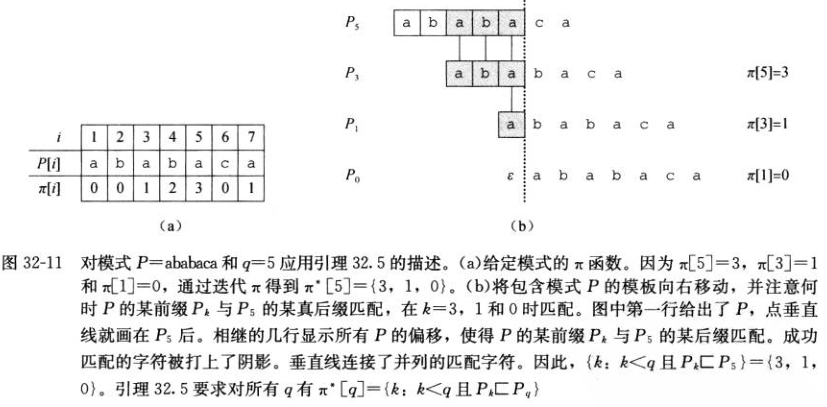 P₅ a b a b a c a
P₃ a b a b a c a π[5]=3
P₁ a b a b a c a π[3]=1
P₀ ε a b a b a c a π[1]=0
i 1 2 3 4 5 6 7
P[i] a b a b a c a
π[i] 0 0 1 2 3 0 1
(a)
(b)
图 32-11 对模式 P=ababaca 和 q=5 应用引理 32.5 的描述。(a)给定模式的 π 函数。因为 π[5]=3，π[3]=1
和 π[1]=0，通过迭代 π 得到 π*[5]={3，1，0}。(b)将包含模式 P 的模板向右移动，并注意何
时 P 的某前缀 Pₖ 与 P₅ 的某真后缀匹配，在 k=3，1 和 0 时匹配。图中第一行给出了 P，点垂直
线就画在 P₅ 后。相继的几行显示所有 P 的偏移，使得 P 的某前缀 Pₖ 与 P₅ 的某后缀匹配。成功
匹配的字符被打上了阴影。垂直线连接了并列的匹配字符。因此，{k：k<q 且 Pₖ⊏P₅}={3，1，
0}。引理 32.5 要求对所有 q 有 π*[q]={k：k<q 且 Pₖ⊏P_q}